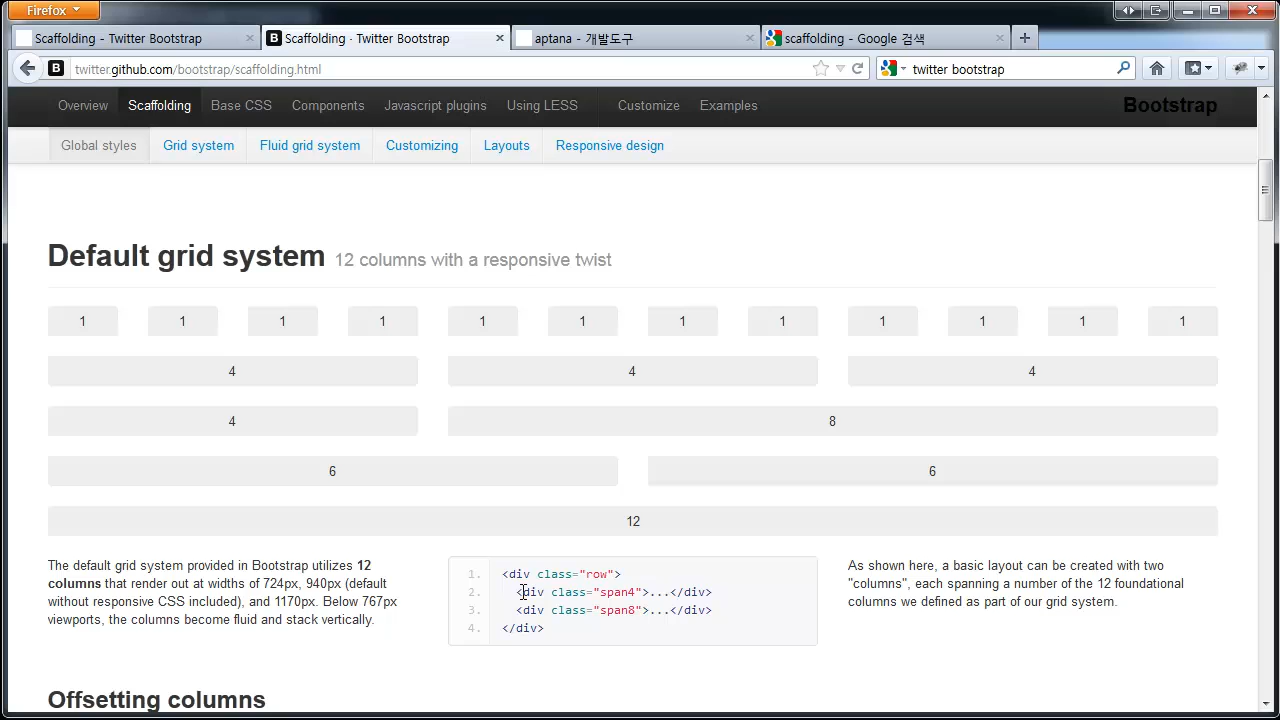 Firefox
Scaffolding - Twitter Bootstrap
B Scaffolding · Twitter Bootstrap
aptana - 개발도구
scaffolding - Google 검색
B twitter.github.com/bootstrap/scaffolding.html
twitter bootstrap
Overview Scaffolding Base CSS Components Javascript plugins Using LESS Customize Examples Bootstrap
Global styles Grid system Fluid grid system Customizing Layouts Responsive design
Default grid system 12 columns with a responsive twist
1 1 1 1 1 1 1 1 1 1 1 1
4 4 4
4 8
6 6
12
The default grid system provided in Bootstrap utilizes 12
columns that render out at widths of 724px, 940px (default
without responsive CSS included), and 1170px. Below 767px
viewports, the columns become fluid and stack vertically.
1. <div class="row">
2. <div class="span4">...</div>
3. <div class="span8">...</div>
4. </div>
As shown here, a basic layout can be created with two
"columns", each spanning a number of the 12 foundational
columns we defined as part of our grid system.
Offsetting columns